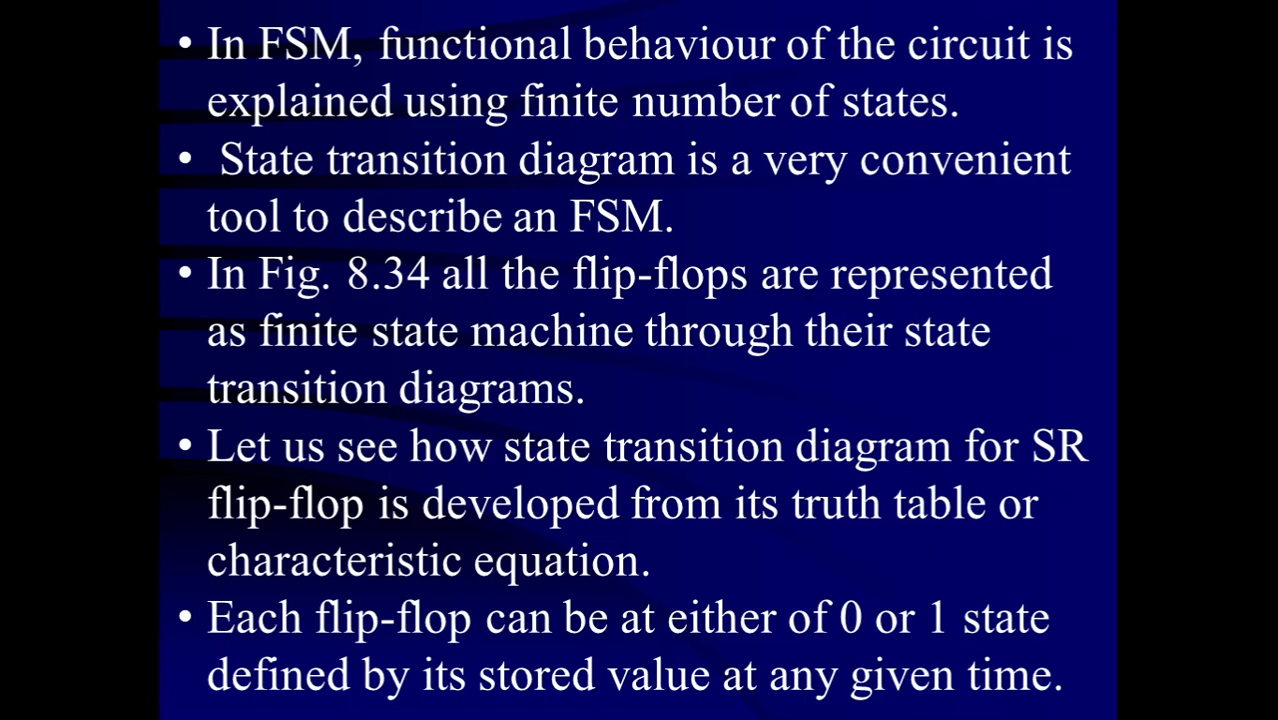 • In FSM, functional behaviour of the circuit is
explained using finite number of states.
• State transition diagram is a very convenient
tool to describe an FSM.
• In Fig. 8.34 all the flip-flops are represented
as finite state machine through their state
transition diagrams.
• Let us see how state transition diagram for SR
flip-flop is developed from its truth table or
characteristic equation.
• Each flip-flop can be at either of 0 or 1 state
defined by its stored value at any given time.